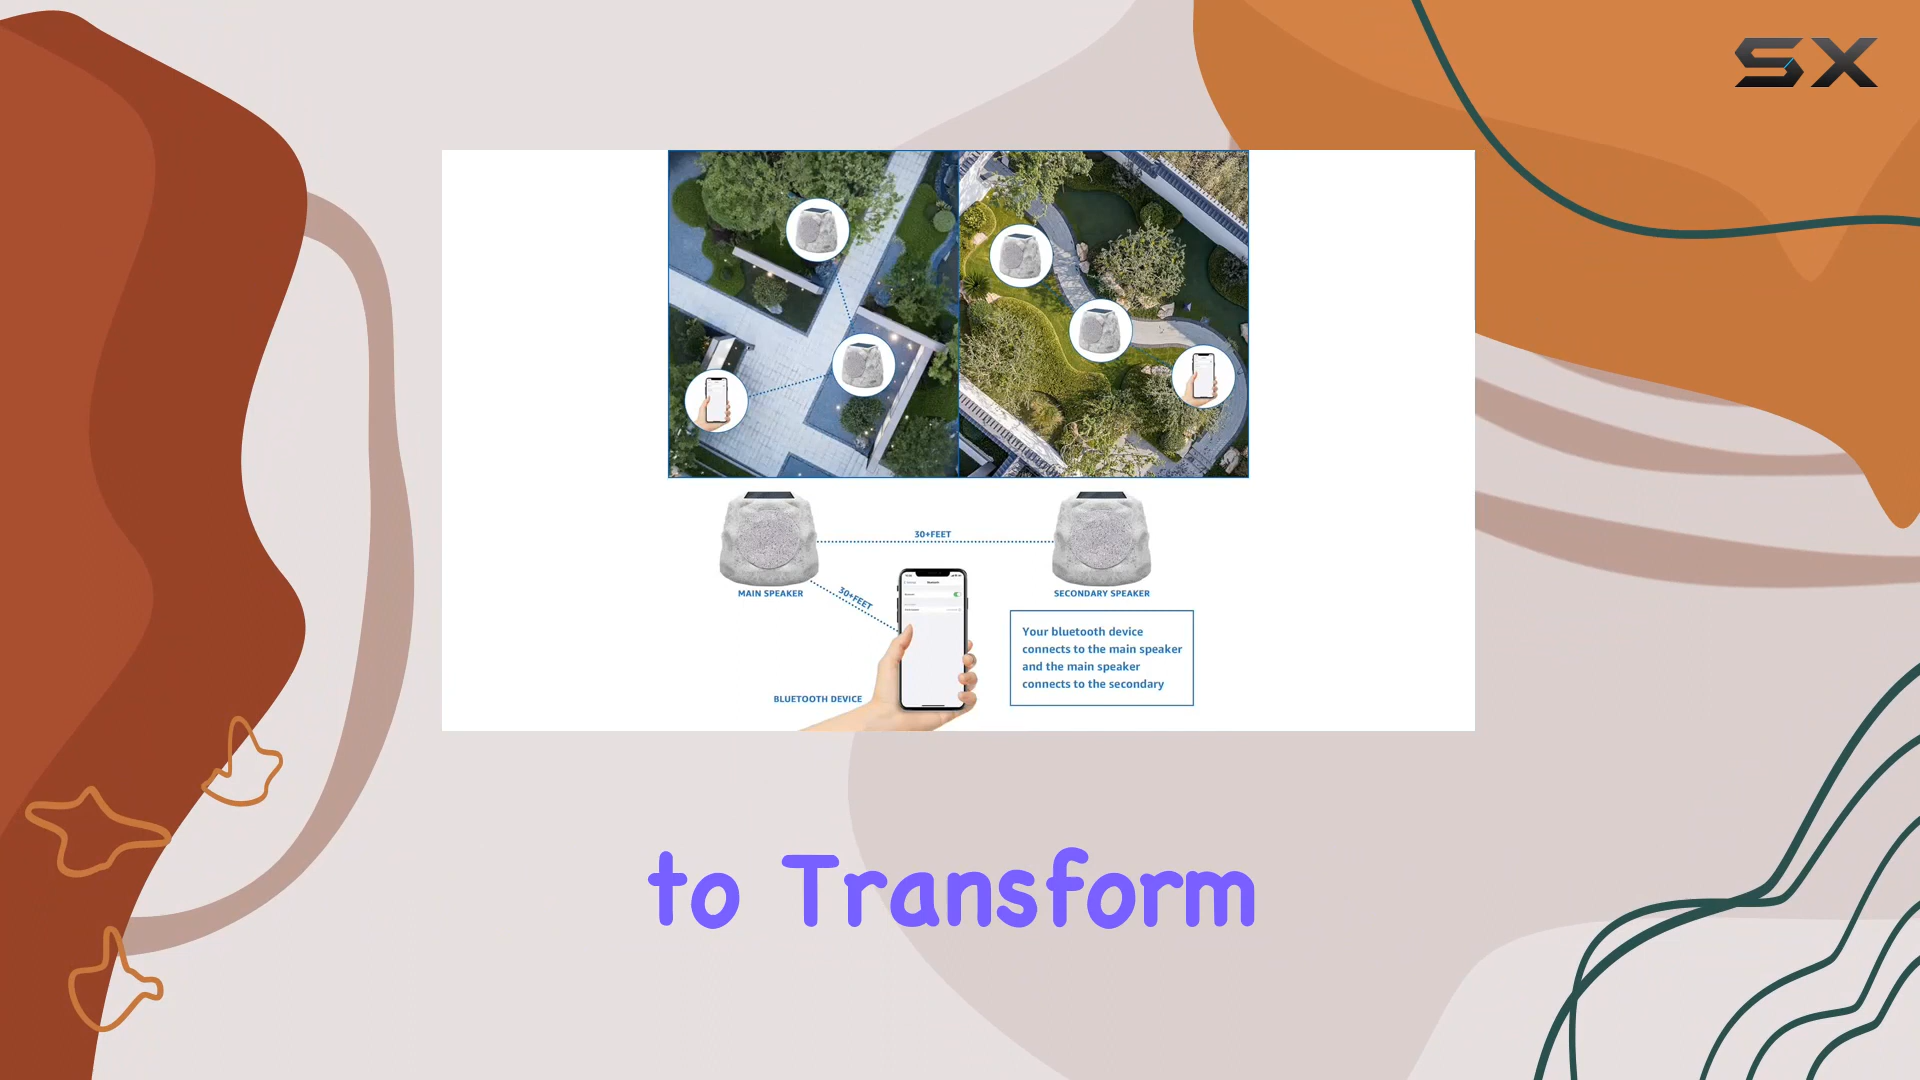 SX
30+FEET
30+FEET
MAIN SPEAKER
SECONDARY SPEAKER
Your bluetooth device
connects to the main speaker
and the main speaker
connects to the secondary
BLUETOOTH DEVICE
to Transform